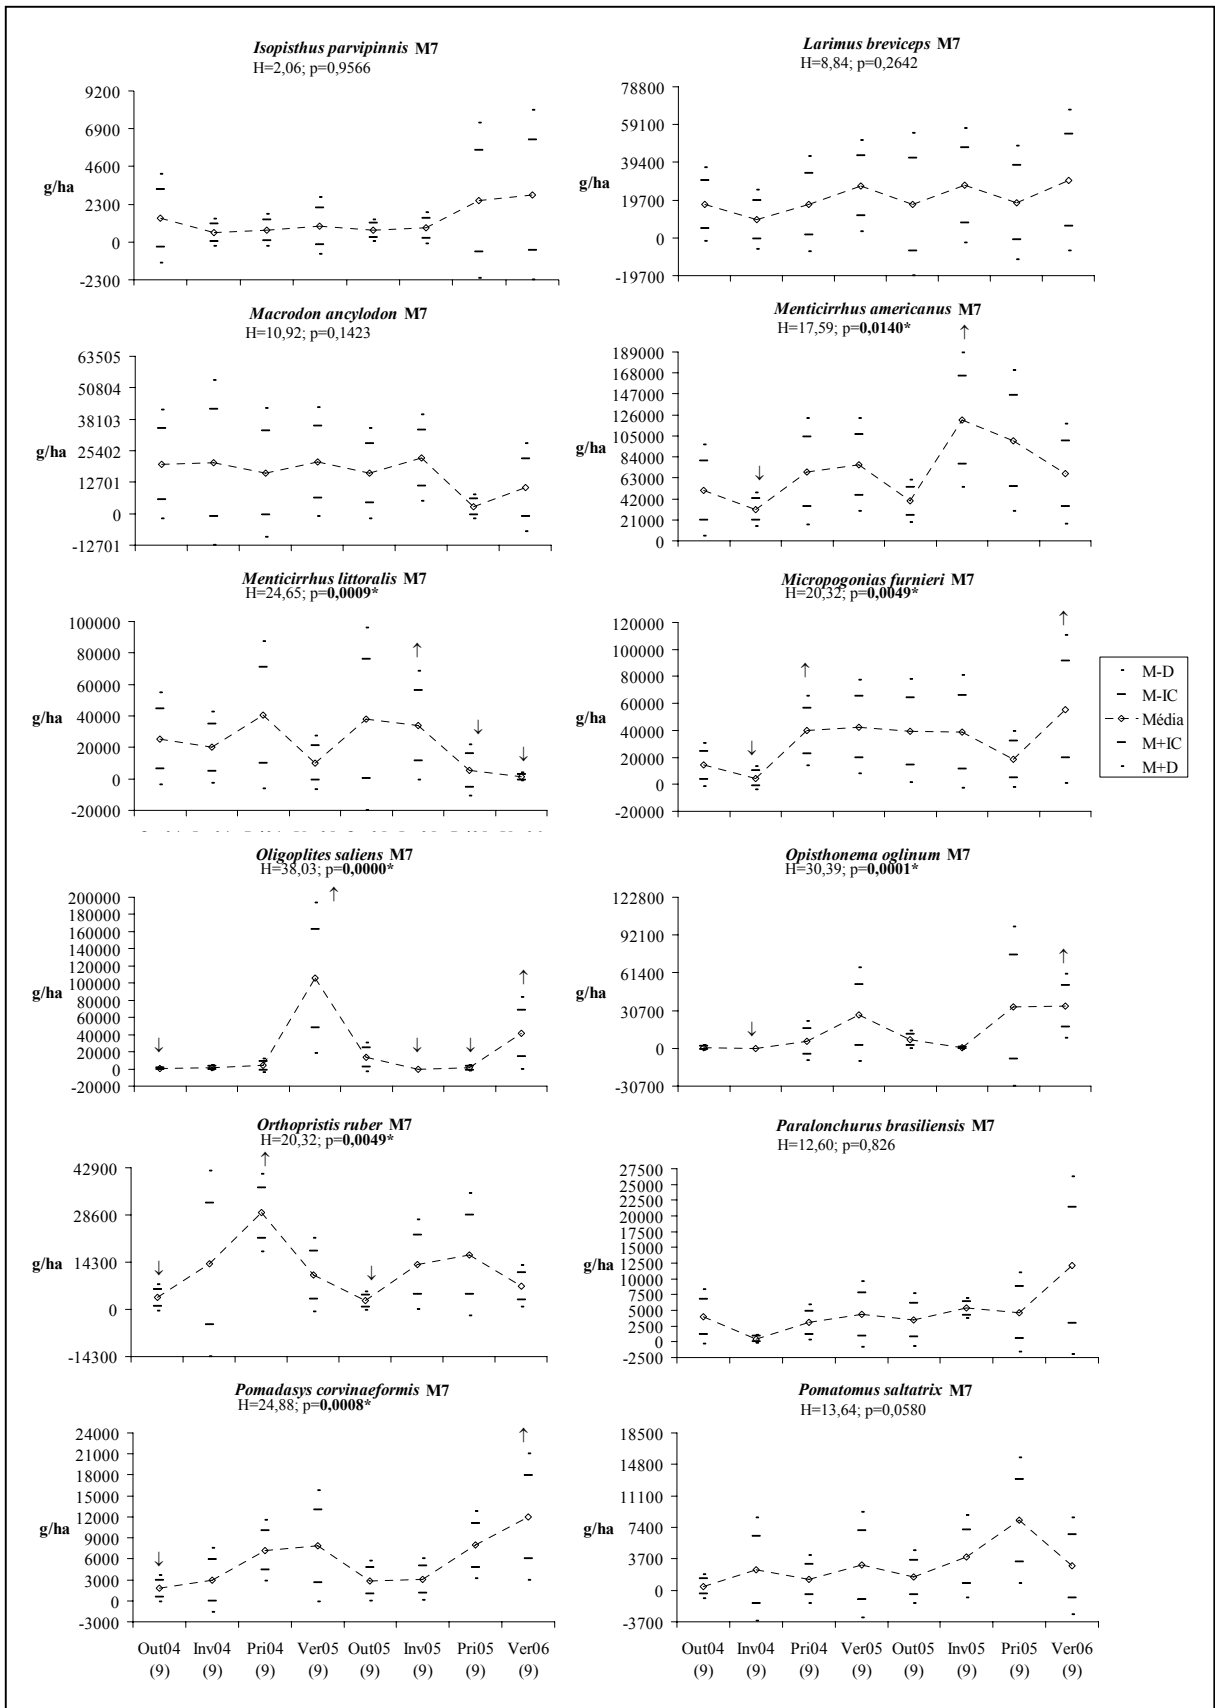 Isopisthus parvipinnis M7
H=2,06; p=0,9566
9200
6900
4600
2300
0
-2300
g/ha
Larimus breviceps M7
H=8,84; p=0,2642
78800
59100
39400
19700
0
-19700
g/ha
Macrodon ancylodon M7
H=10,92; p=0,1423
63505
50804
38103
25402
12701
0
-12701
g/ha
Menticirrhus americanus M7
H=17,59; p=0,0140*
↑
189000
168000
147000
126000
105000
84000
63000
42000
21000
0
g/ha
↓
Menticirrhus littoralis M7
H=24,65; p=0,0009*
100000
80000
60000
40000
20000
0
-20000
g/ha
↑
↓
↓
Micropogonias furnieri M7
H=20,32; p=0,0049*
120000
100000
80000
60000
40000
20000
0
-20000
g/ha
↓
↑
↑
M-D
M-IC
Média
M+IC
M+D
Oligoplites saliens M7
H=38,03; p=0,0000*
200000
180000
160000
140000
120000
100000
80000
60000
40000
20000
0
-20000
g/ha
↓
↑
↓
↓
↑
Opisthonema oglinum M7
H=30,39; p=0,0001*
122800
92100
61400
30700
0
-30700
g/ha
↓
↑
Orthopristis ruber M7
H=20,32; p=0,0049*
42900
28600
14300
0
-14300
g/ha
↓
↑
↓
Paralonchurus brasiliensis M7
H=12,60; p=0,826
27500
25000
22500
20000
17500
15000
12500
10000
7500
5000
2500
0
-2500
g/ha
Pomadasys corvinaeformis M7
H=24,88; p=0,0008*
24000
21000
18000
15000
12000
9000
6000
3000
0
-3000
g/ha
↓
↑
Out04 Inv04 Pri04 Ver05 Out05 Inv05 Pri05 Ver06
(9) (9) (9) (9) (9) (9) (9) (9)
Pomatomus saltatrix M7
H=13,64; p=0,0580
18500
14800
11100
7400
3700
0
-3700
g/ha
Out04 Inv04 Pri04 Ver05 Out05 Inv05 Pri05 Ver06
(9) (9) (9) (9) (9) (9) (9) (9)